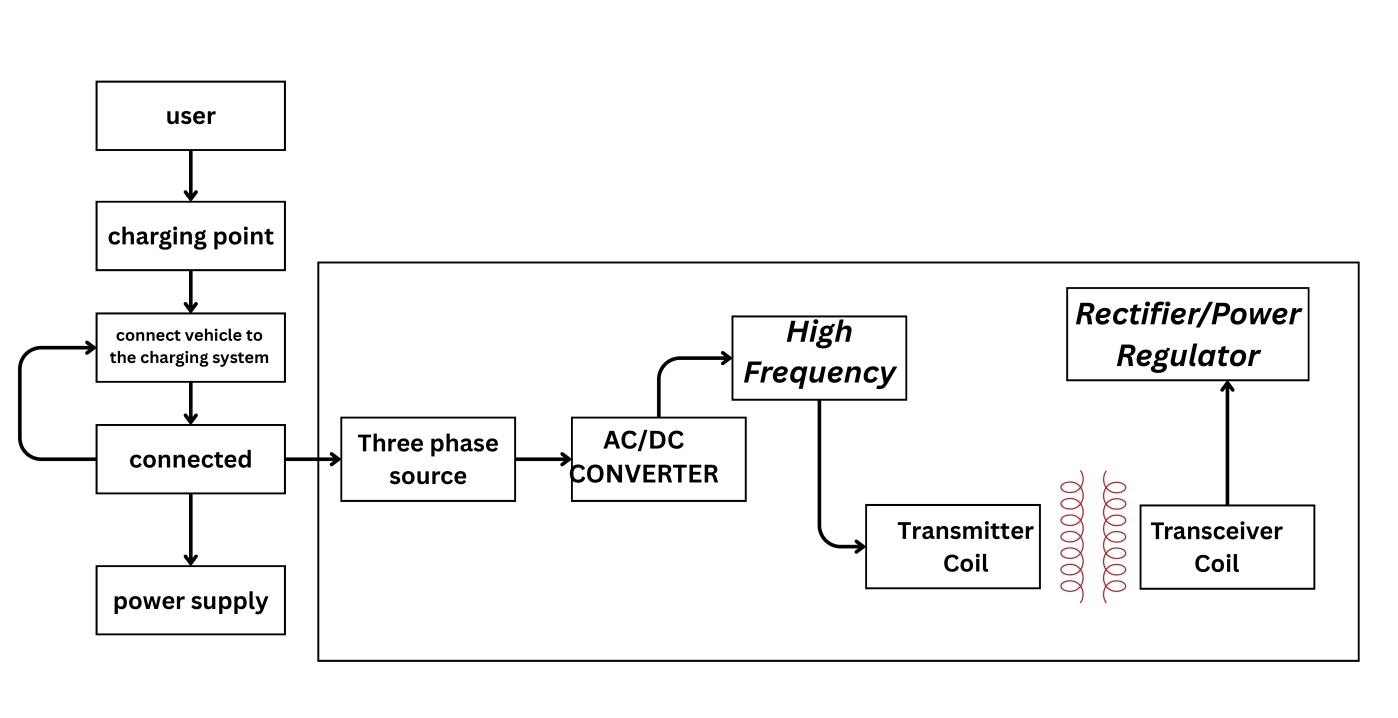 user
charging point
connect vehicle to
the charging system
connected
power supply
Three phase
source
AC/DC
CONVERTER
High
Frequency
Transmitter
Coil
Transceiver
Coil
Rectifier/Power
Regulator